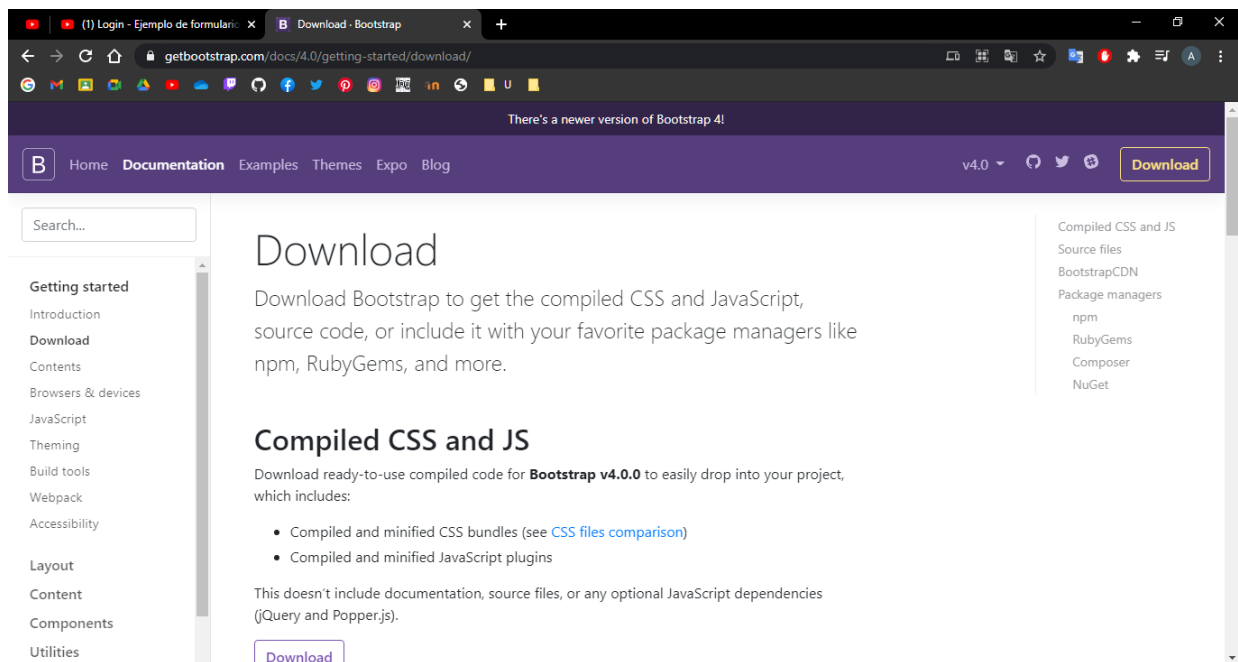 (1) Login - Ejemplo de formulario
B Download · Bootstrap
getbootstrap.com/docs/4.0/getting-started/download/
A
in
U
There's a newer version of Bootstrap 4!
B Home Documentation Examples Themes Expo Blog v4.0 Download
Search...
Getting started
Introduction
Download
Contents
Browsers & devices
JavaScript
Theming
Build tools
Webpack
Accessibility
Layout
Content
Components
Utilities
Download
Download Bootstrap to get the compiled CSS and JavaScript,
source code, or include it with your favorite package managers like
npm, RubyGems, and more.
Compiled CSS and JS
Download ready-to-use compiled code for Bootstrap v4.0.0 to easily drop into your project,
which includes:
• Compiled and minified CSS bundles (see CSS files comparison)
• Compiled and minified JavaScript plugins
This doesn't include documentation, source files, or any optional JavaScript dependencies
(jQuery and Popper.js).
Download
Compiled CSS and JS
Source files
BootstrapCDN
Package managers
npm
RubyGems
Composer
NuGet